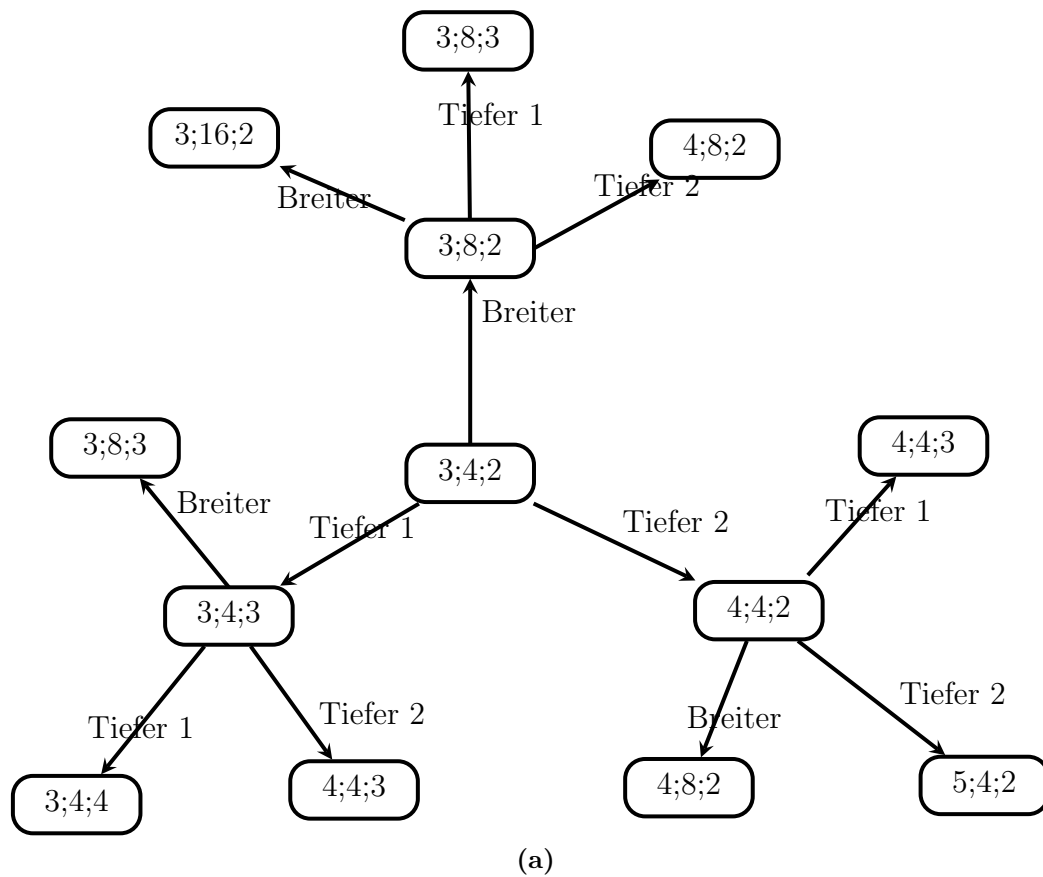 3;8;3
Tiefer 1
3;16;2
4;8;2
Breiter
Tiefer 2
3;8;2
Breiter
3;8;3
4;4;3
3;4;2
Breiter
Tiefer 1
Tiefer 2
Tiefer 1
3;4;3
4;4;2
Tiefer 1
Tiefer 2
Breiter
Tiefer 2
3;4;4
4;4;3
4;8;2
5;4;2
(a)